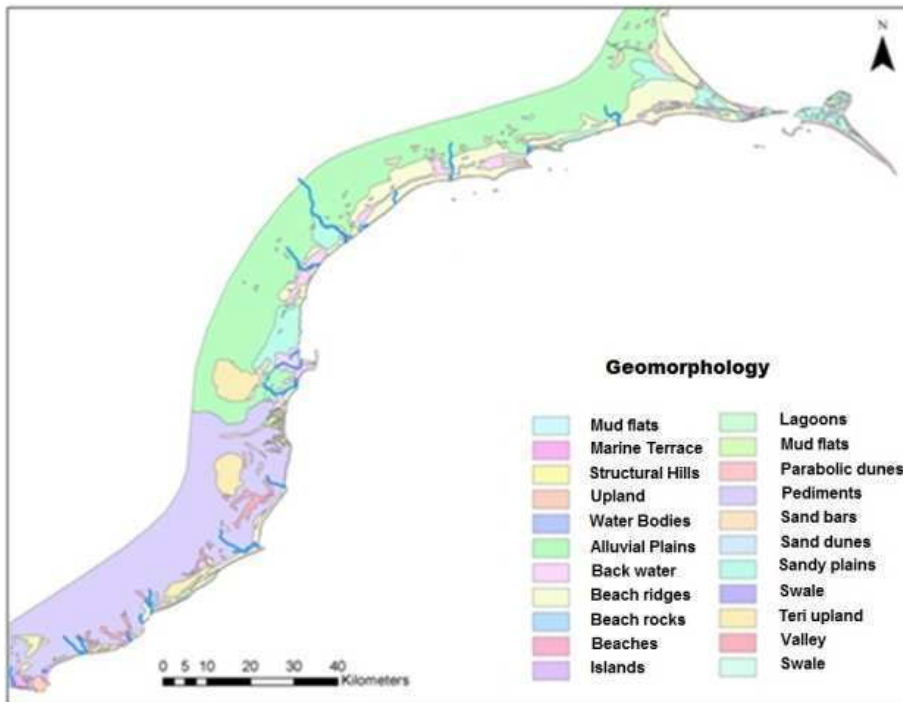 N
Geomorphology
Mud flats
Marine Terrace
Structural Hills
Upland
Water Bodies
Alluvial Plains
Back water
Beach ridges
Beach rocks
Beaches
Islands
Lagoons
Mud flats
Parabolic dunes
Pediments
Sand bars
Sand dunes
Sandy plains
Swale
Teri upland
Valley
Swale
0 5 10 20 30 40
Kilometers